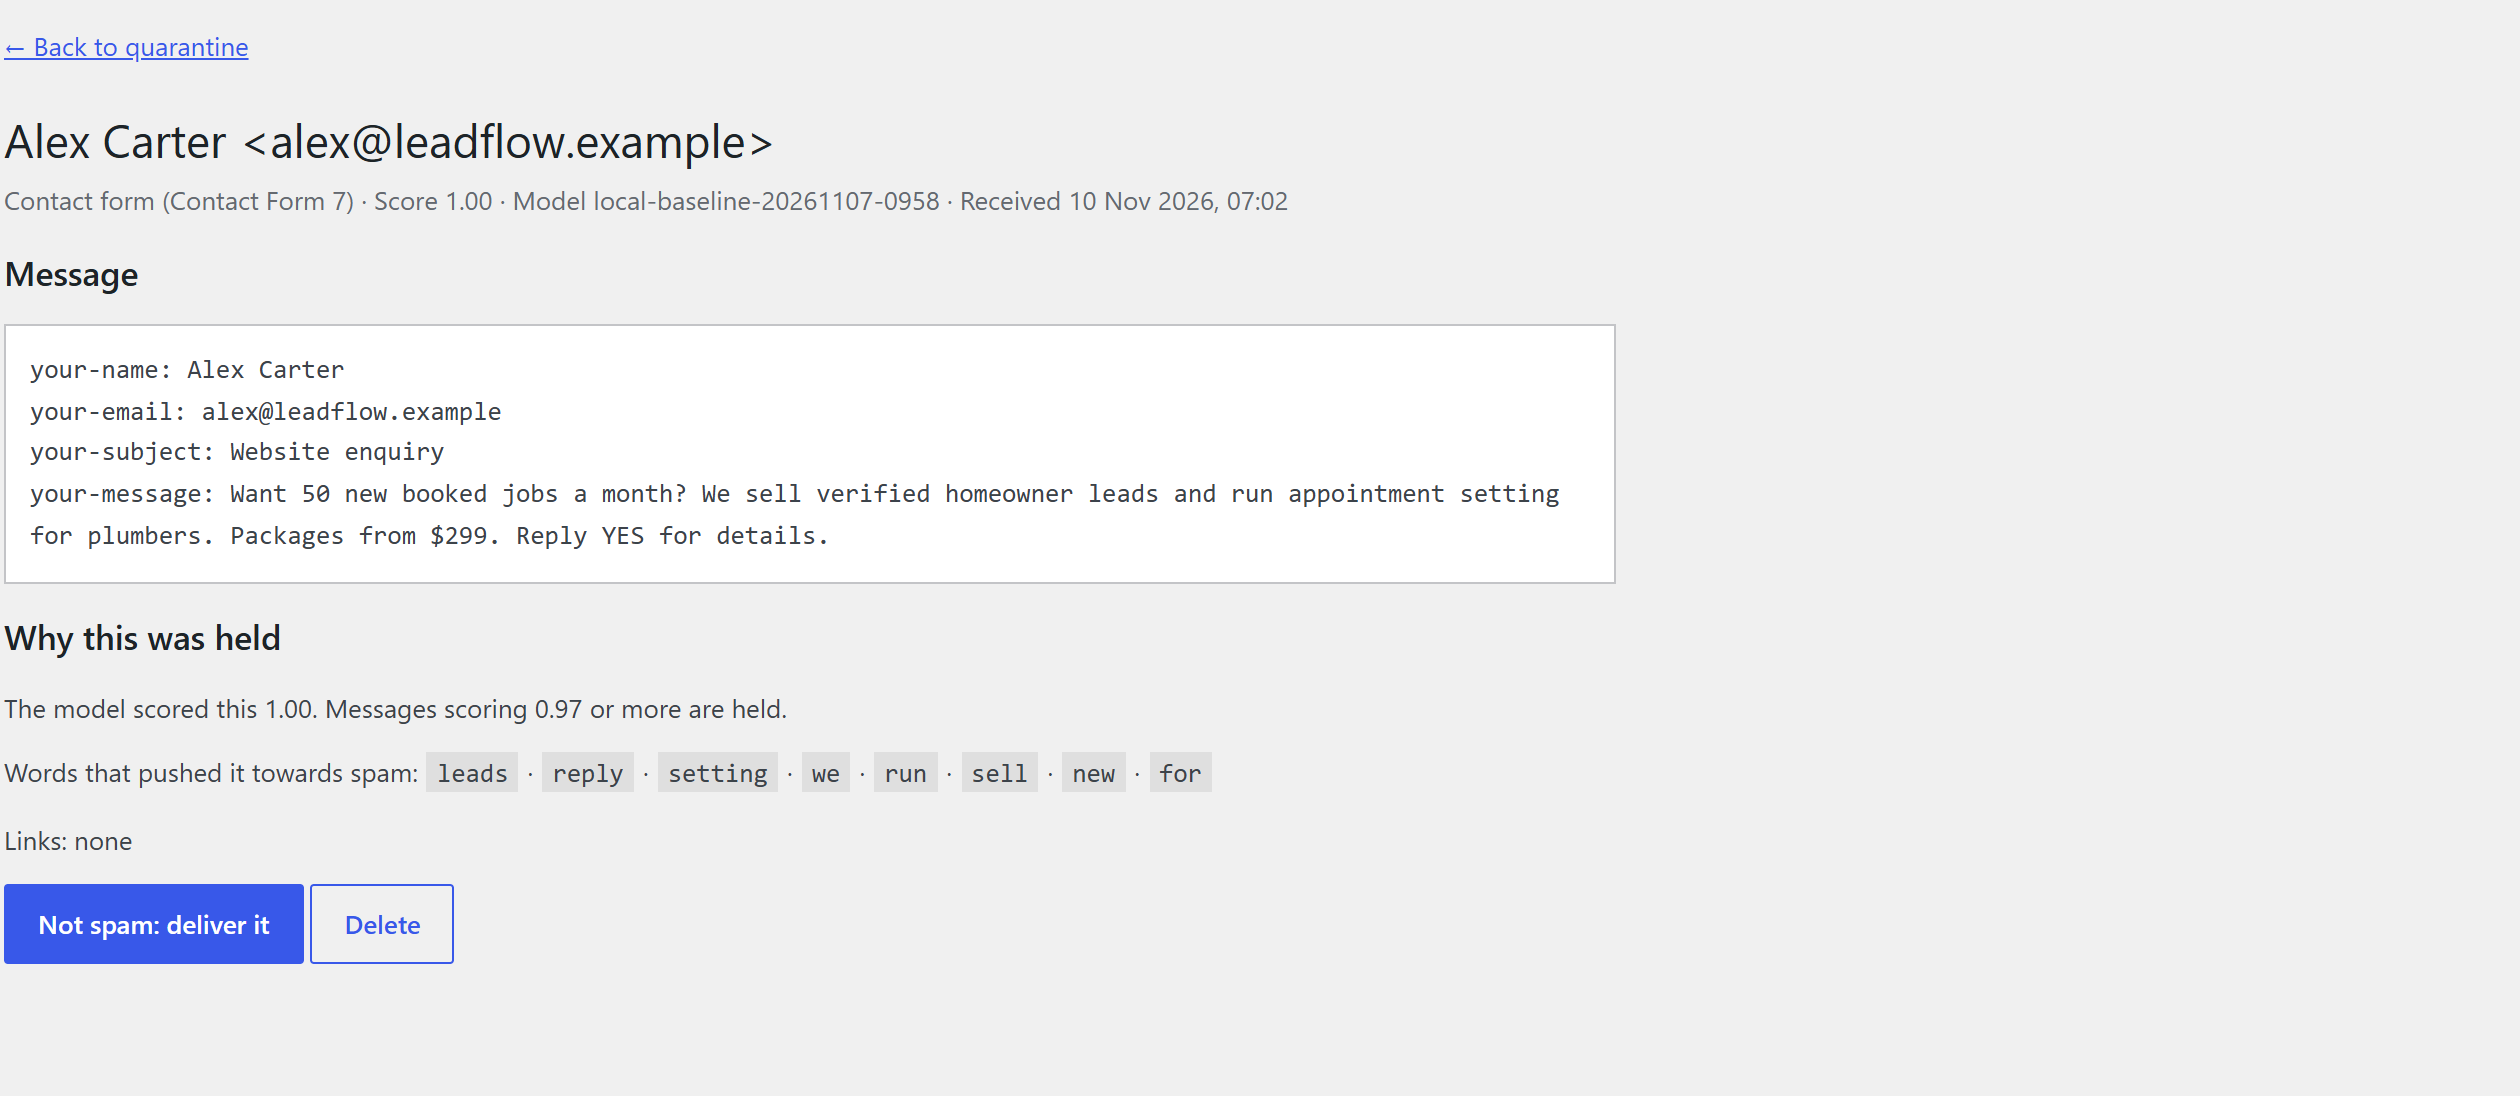 ← Back to quarantine
Alex Carter <alex@leadflow.example>
Contact form (Contact Form 7) · Score 1.00 · Model local-baseline-20261107-0958 · Received 10 Nov 2026, 07:02
Message
your-name: Alex Carter
your-email: alex@leadflow.example
your-subject: Website enquiry
your-message: Want 50 new booked jobs a month? We sell verified homeowner leads and run appointment setting
for plumbers. Packages from $299. Reply YES for details.
Why this was held
The model scored this 1.00. Messages scoring 0.97 or more are held.
Words that pushed it towards spam: leads · reply · setting · we · run · sell · new · for
Links: none
Not spam: deliver it Delete